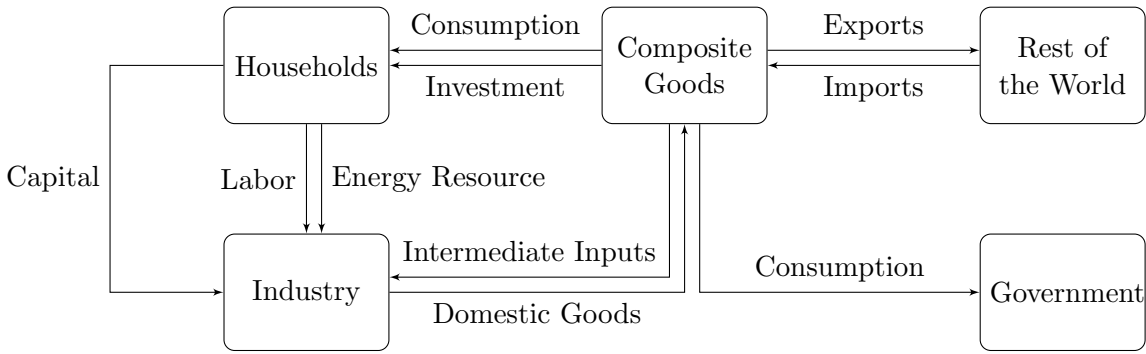 Consumption
Exports
Households
Composite
Goods
Rest of
the World
Investment
Imports
Capital
Labor
Energy Resource
Intermediate Inputs
Consumption
Industry
Government
Domestic Goods